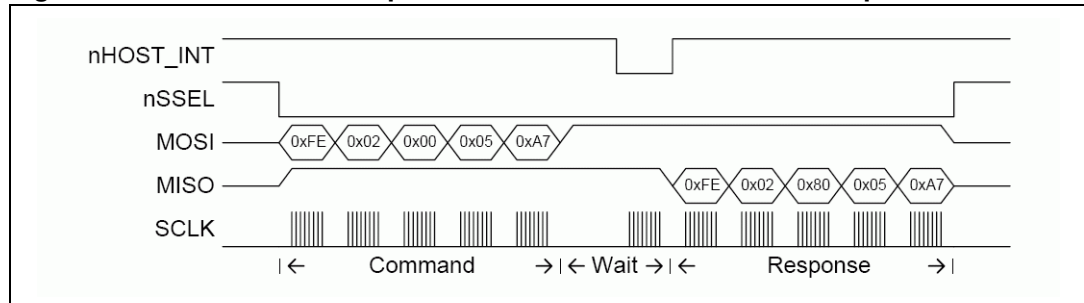 nHOST_INT
nSSEL
MOSI 0xFE 0x02 0x00 0x05 0xA7
MISO 0xFE 0x02 0x80 0x05 0xA7
SCLK
|← Command →|← Wait →|← Response →|